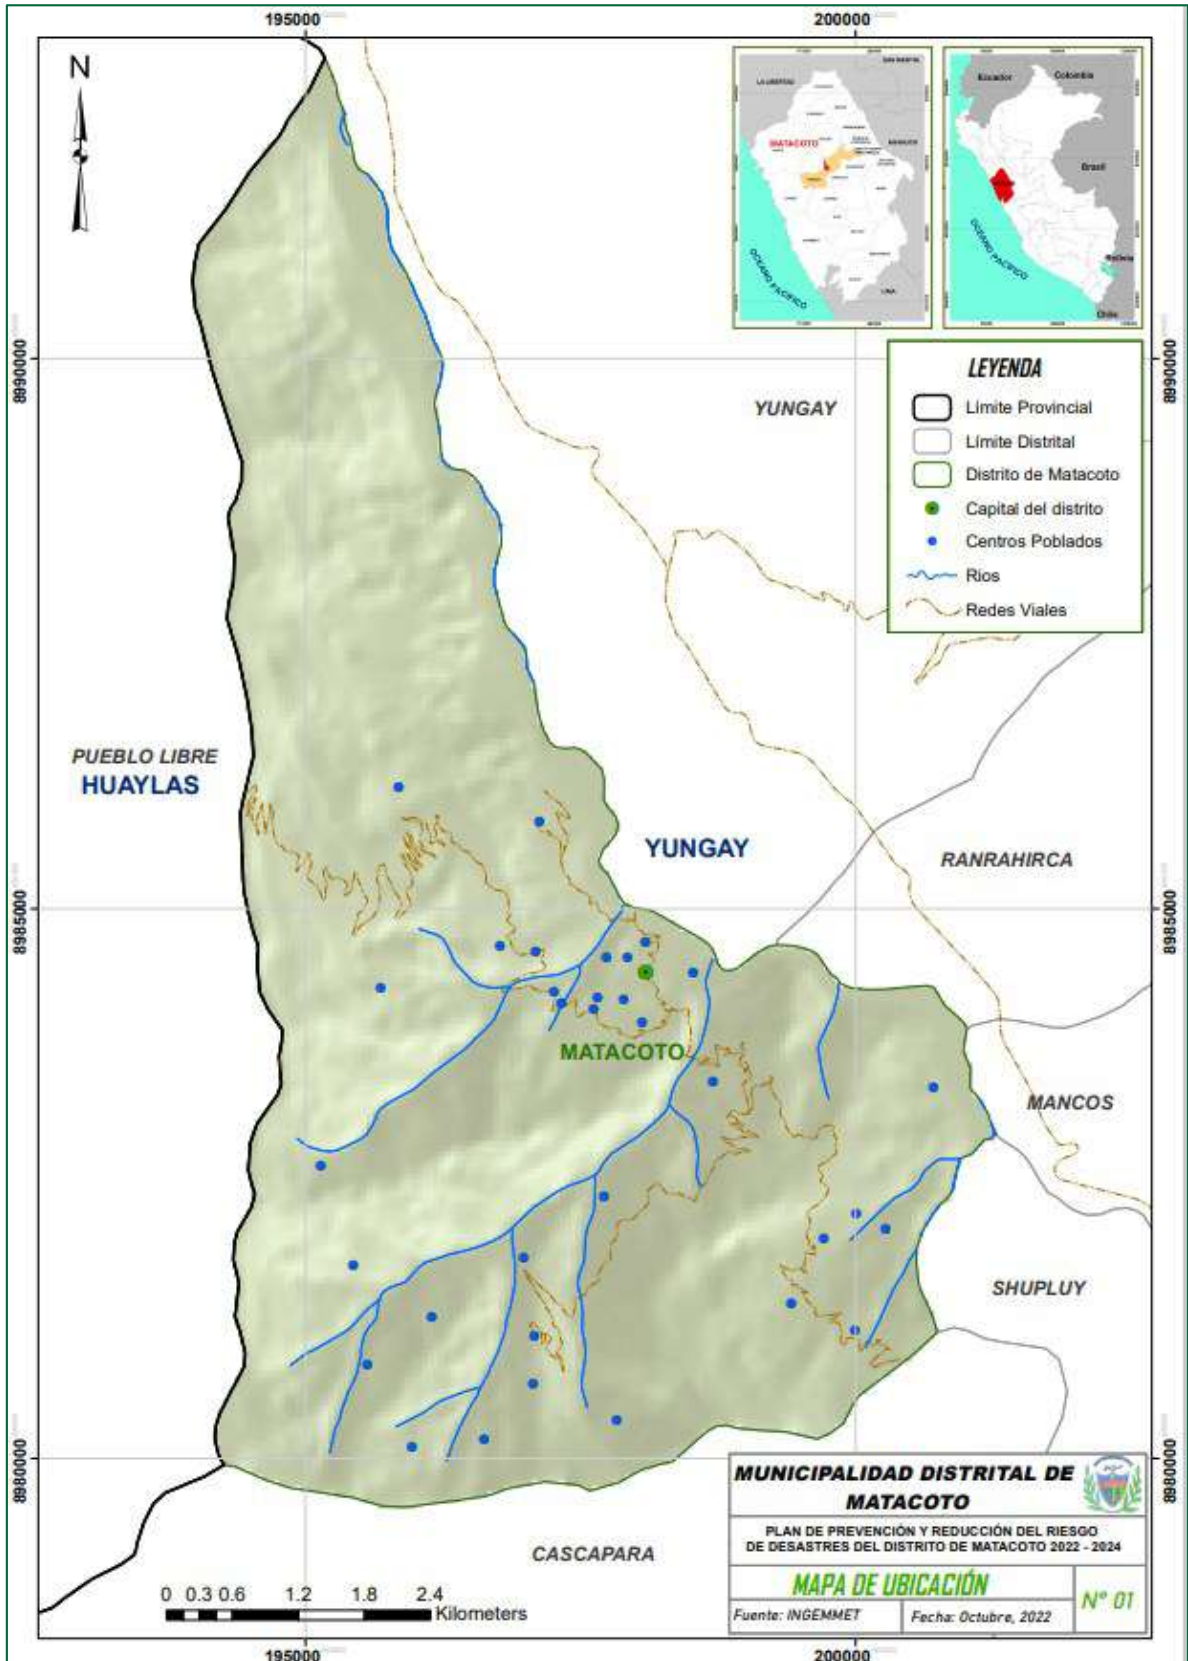 195000
200000
N
LA LIBERTAD
MATACOTO
OCEANO PACIFICO
LIMA
Ecuador
Colombia
Brasil
OCEANO PACIFICO
Bolivia
Chile
8990000
8990000
LEYENDA
Límite Provincial
Límite Distrital
Distrito de Matacoto
Capital del distrito
Centros Poblados
Rios
Redes Viales
YUNGAY
PUEBLO LIBRE
HUAYLAS
YUNGAY
RANRAHIRCA
8985000
8985000
MATACOTO
MANCOS
SHUPLUY
8980000
8980000
CASCAPARA
0 0.3 0.6 1.2 1.8 2.4
Kilometers
MUNICIPALIDAD DISTRITAL DE
MATACOTO
PLAN DE PREVENCIÓN Y REDUCCIÓN DEL RIESGO
DE DESASTRES DEL DISTRITO DE MATACOTO 2022 - 2024
MAPA DE UBICACIÓN
N° 01
Fuente: INGEMMET
Fecha: Octubre, 2022
195000
200000